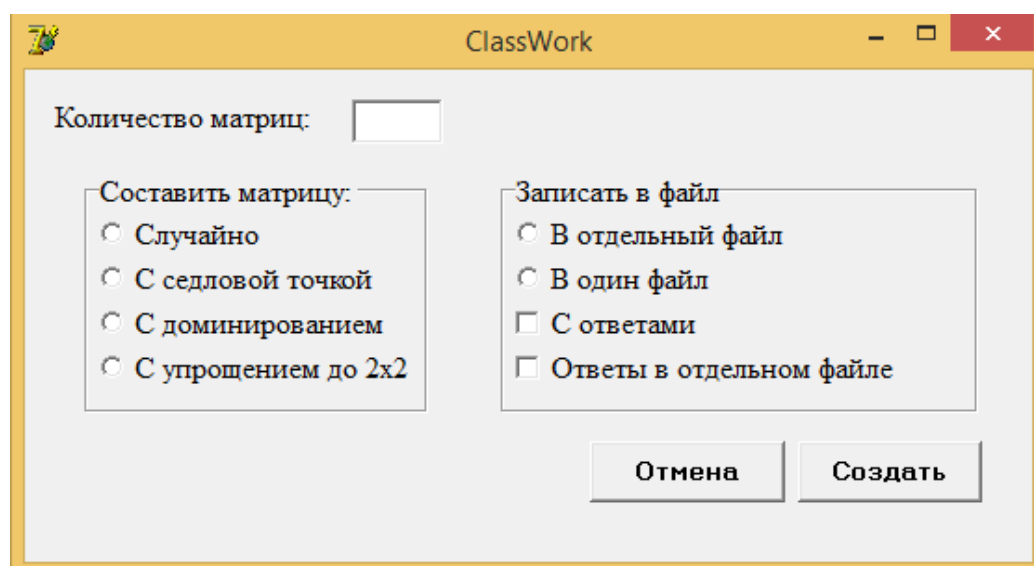 ClassWork
Количество матриц:
Составить матрицу:
Случайно
С седловой точкой
С доминированием
С упрощением до 2x2
Записать в файл
В отдельный файл
В один файл
С ответами
Ответы в отдельном файле
Отмена
Создать